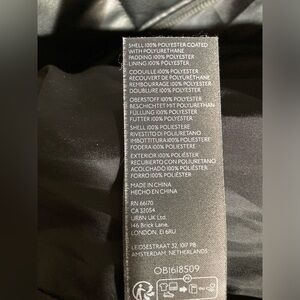 SHELL 100% POLYESTER COATED
WITH POLYURETHANE
PADDING 100% POLYESTER
LINING 100% POLYESTER
COQUILLE 100% POLYESTER
RECOUVERT DE POLYURÉTHANE
REMBOURRAGE 100% POLYESTER
DOUBLURE 100% POLYESTER
OBERSTOFF 100% POLYESTER
BESCHICHTET MIT POLYURETHAN
FÜLLUNG 100% POLYESTER
FUTTER 100% POLYESTER
SHELL 100% POLIESTERE
RIVESTITO DI POLIURETANO
IMBOTTITURA 100% POLIESTERE
FODERA 100% POLIESTERE
EXTERIOR 100% POLIÉSTER
RECUBIERTO CON POLIURETANO
ACOLCHADO 100% POLIÉSTER
FORRO 100% POLIÉSTER
MADE IN CHINA
HECHO EN CHINA
RN 66170
CA 32054
URBN UK Ltd.
146 Brick Lane,
LONDON, E1 6RU
LEIDSESTRAAT 32, 1017 PB
AMSTERDAM, NETHERLANDS
OB1618509